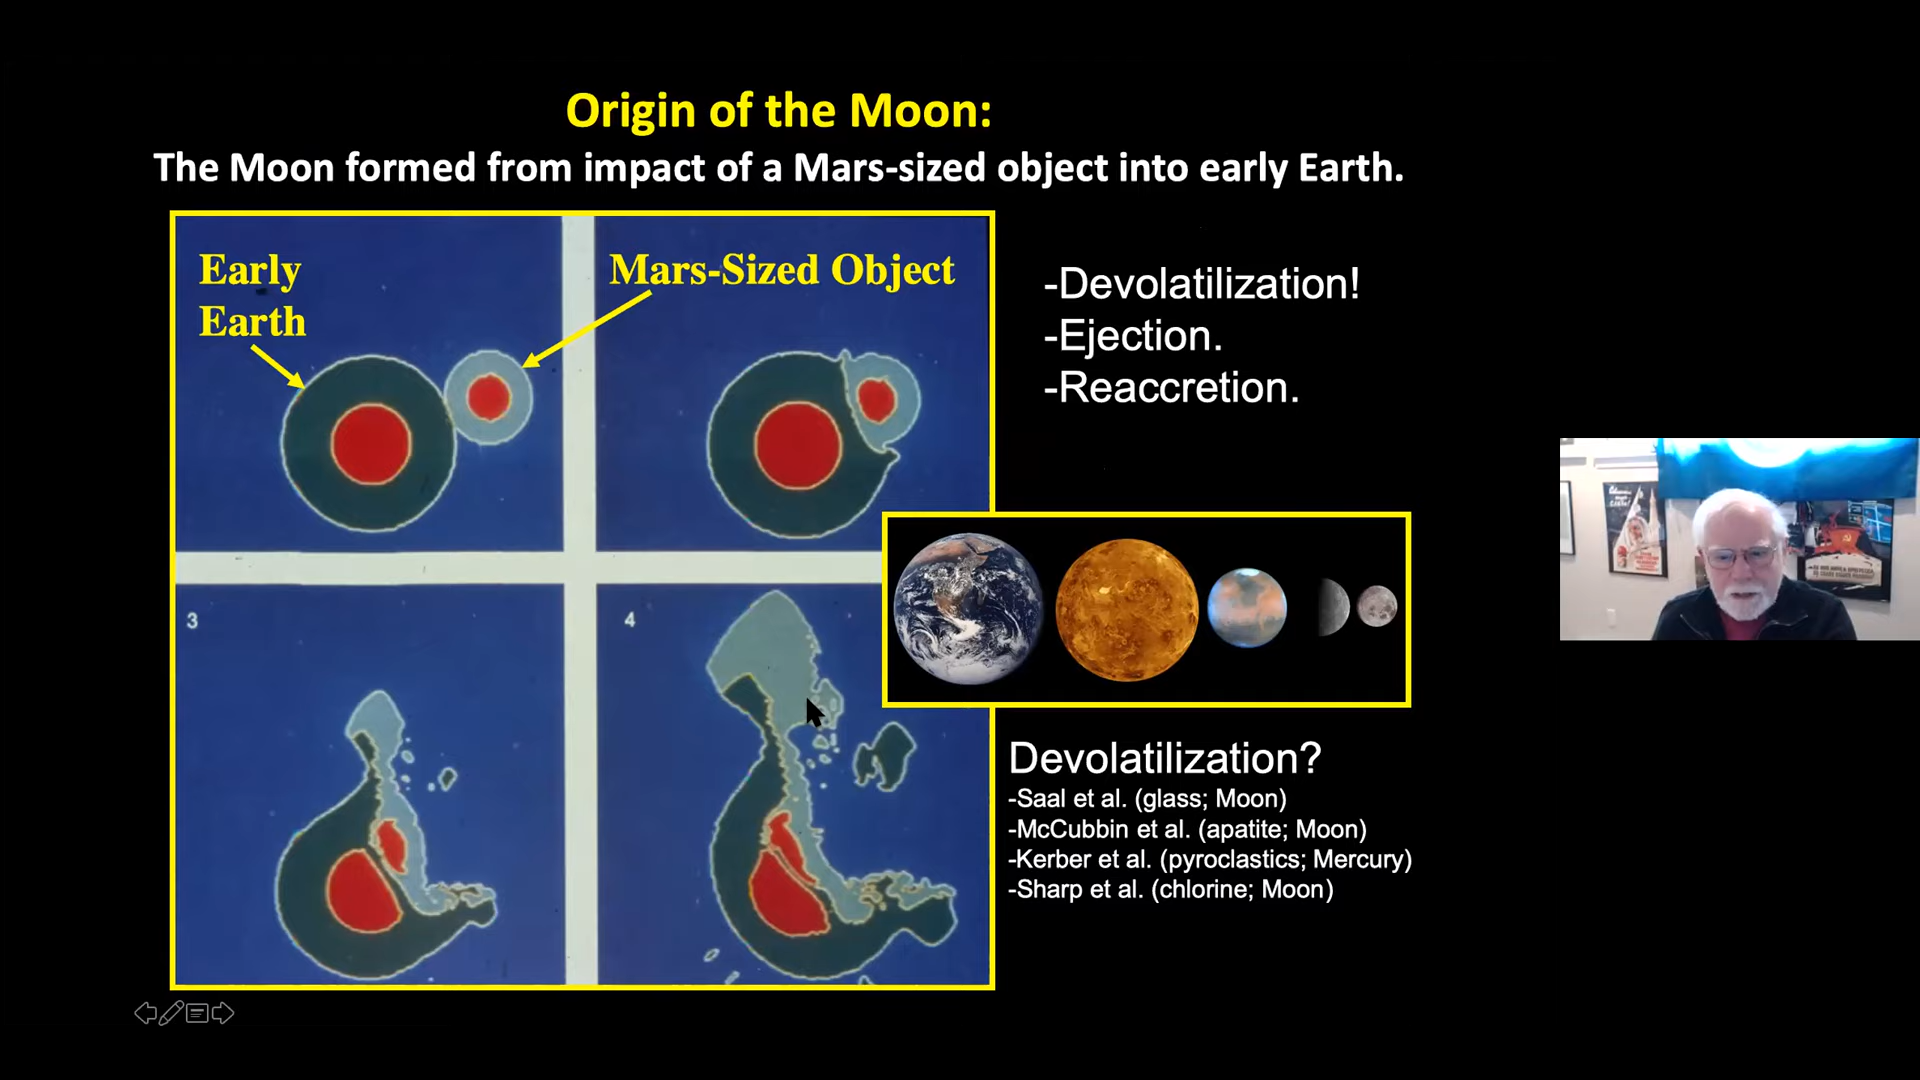 Origin of the Moon:
The Moon formed from impact of a Mars-sized object into early Earth.
Early
Earth
Mars-Sized Object
3
4
-Devolatilization!
-Ejection.
-Reaccretion.
Devolatilization?
-Saal et al. (glass; Moon)
-McCubbin et al. (apatite; Moon)
-Kerber et al. (pyroclastics; Mercury)
-Sharp et al. (chlorine; Moon)